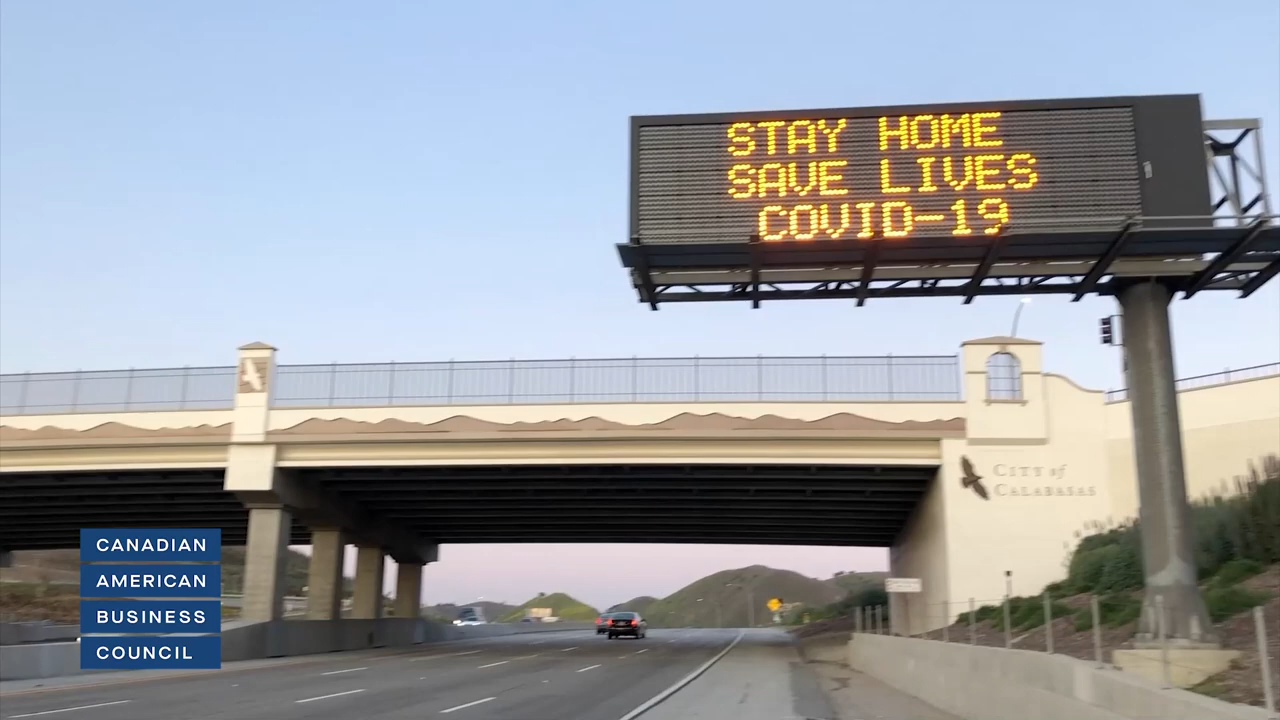 STAY HOME
SAVE LIVES
COVID-19
CITY of
CALABASAS
CANADIAN
AMERICAN
BUSINESS
COUNCIL